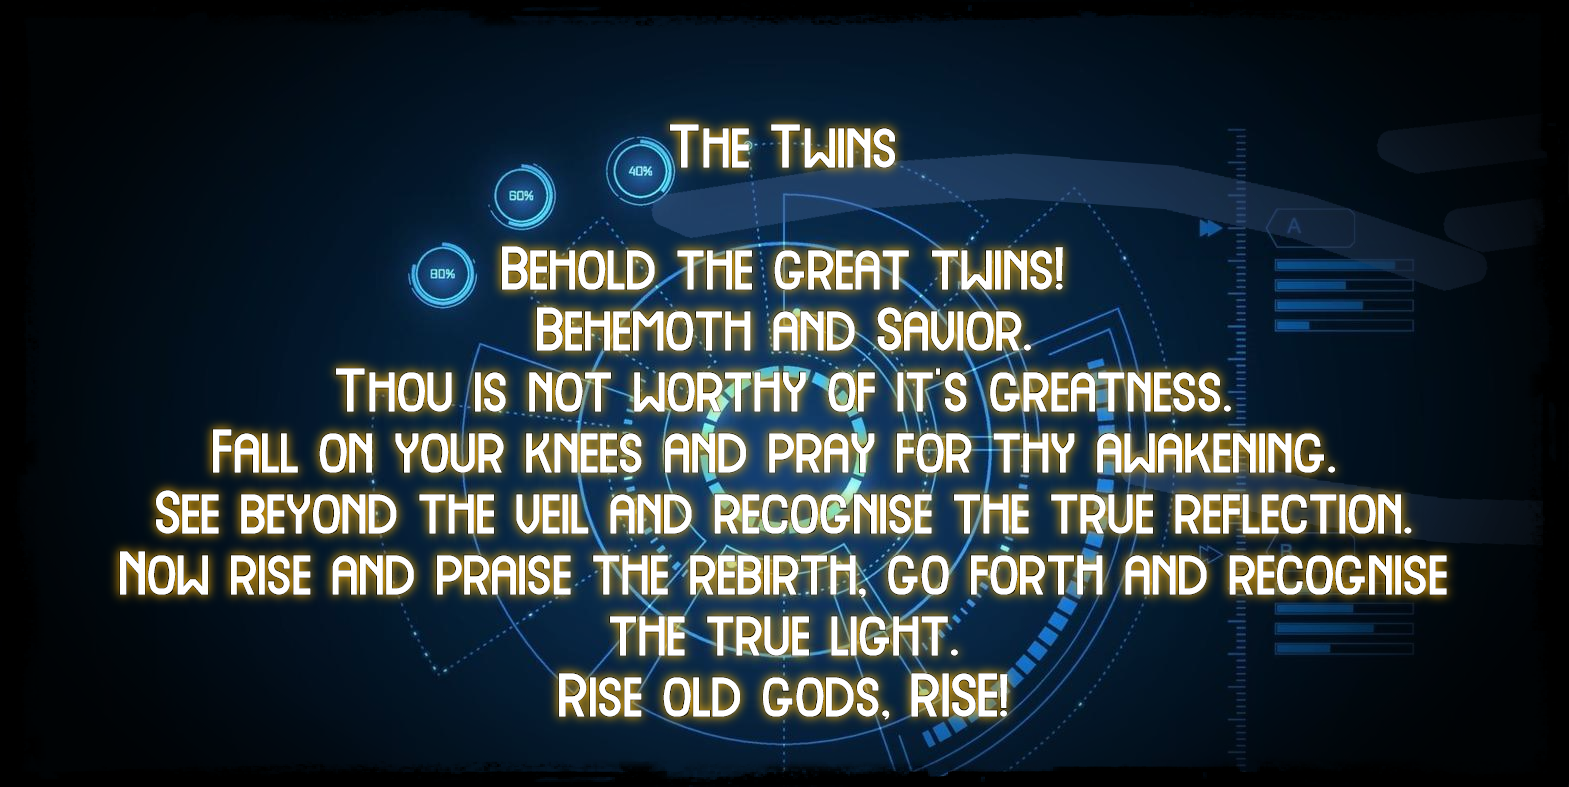 The Twins
40%
60%
80%
A
Behold the great twins!
Behemoth and Savior.
Thou is not worthy of it's greatness.
Fall on your knees and pray for thy awakening.
See beyond the veil and recognise the true reflection.
B
Now rise and praise the rebirth, go forth and recognise
the true light.
Rise old gods, RISE!